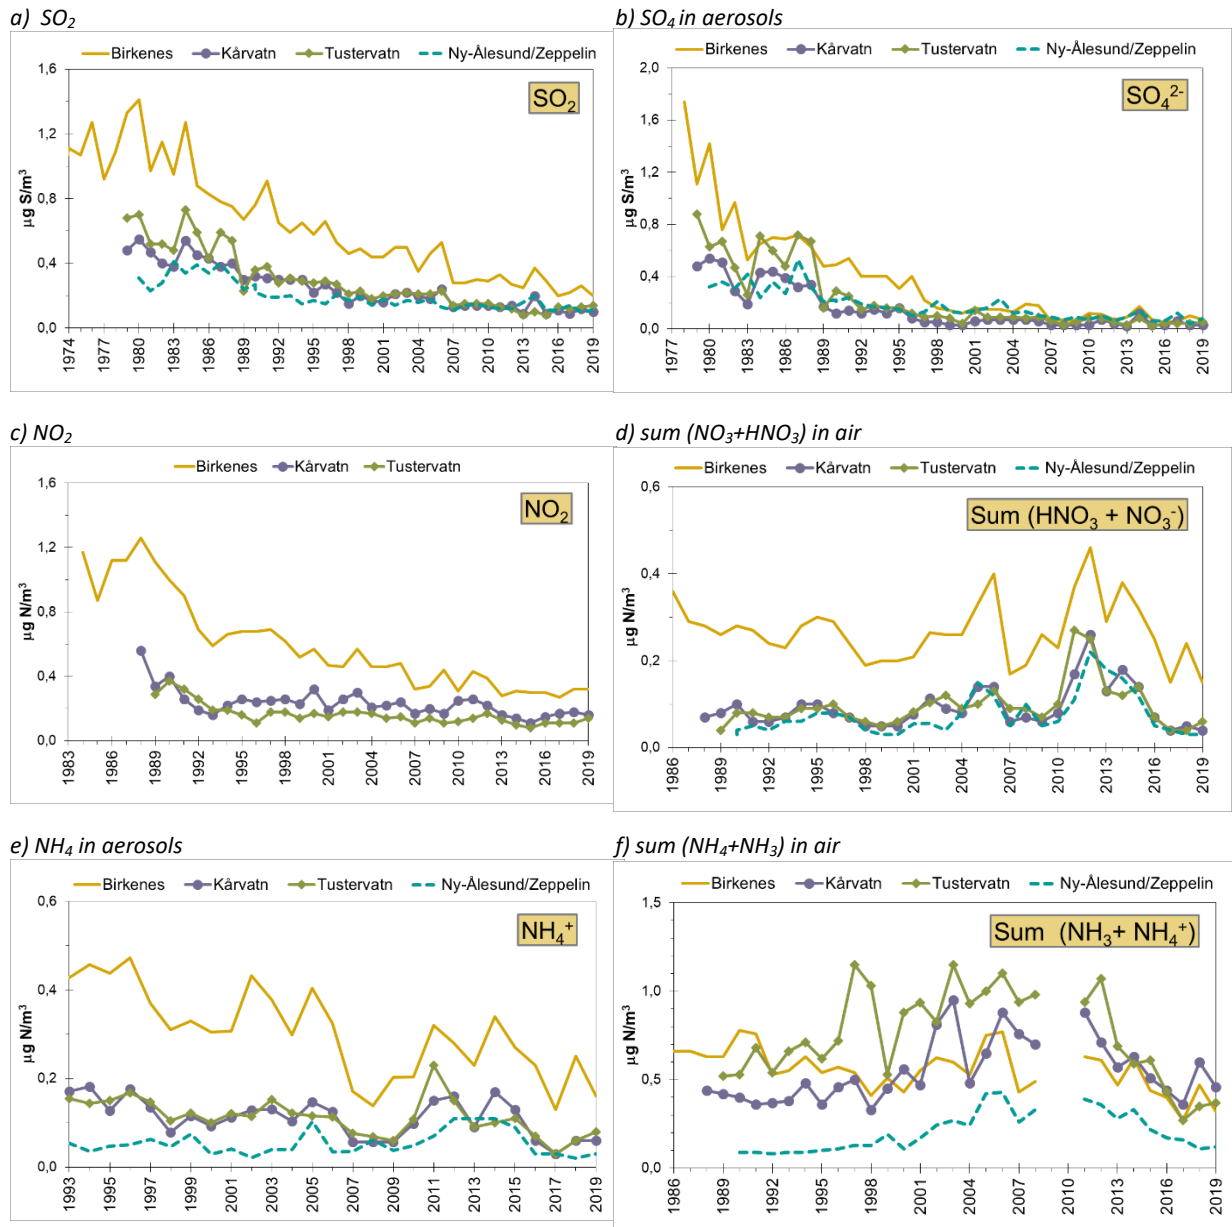 a) SO2
Birkenes Kårvatn Tustervatn Ny-Ålesund/Zeppelin
SO2
µg S/m³
1,6
1,2
0,8
0,4
0,0
1974 1977 1980 1983 1986 1989 1992 1995 1998 2001 2004 2007 2010 2013 2016 2019
b) SO4 in aerosols
Birkenes Kårvatn Tustervatn Ny-Ålesund/Zeppelin
SO4²⁻
µg S/m³
2,0
1,6
1,2
0,8
0,4
0,0
1977 1980 1983 1986 1989 1992 1995 1998 2001 2004 2007 2010 2013 2016 2019
c) NO2
Birkenes Kårvatn Tustervatn
NO2
µg N/m³
1,6
1,2
0,8
0,4
0,0
1983 1986 1989 1992 1995 1998 2001 2004 2007 2010 2013 2016 2019
d) sum (NO3+HNO3) in air
Birkenes Kårvatn Tustervatn Ny-Ålesund/Zeppelin
Sum (HNO3 + NO3⁻)
µg N/m³
0,6
0,4
0,2
0,0
1986 1989 1992 1995 1998 2001 2004 2007 2010 2013 2016 2019
e) NH4 in aerosols
Birkenes Kårvatn Tustervatn Ny-Ålesund/Zeppelin
NH4⁺
µg N/m³
0,6
0,4
0,2
0,0
1993 1995 1997 1999 2001 2003 2005 2007 2009 2011 2013 2015 2017 2019
f) sum (NH4+NH3) in air
Birkenes Kårvatn Tustervatn Ny-Ålesund/Zeppelin
Sum (NH3+ NH4⁺)
µg N/m³
1,5
1,0
0,5
0,0
1986 1989 1992 1995 1998 2001 2004 2007 2010 2013 2016 2019